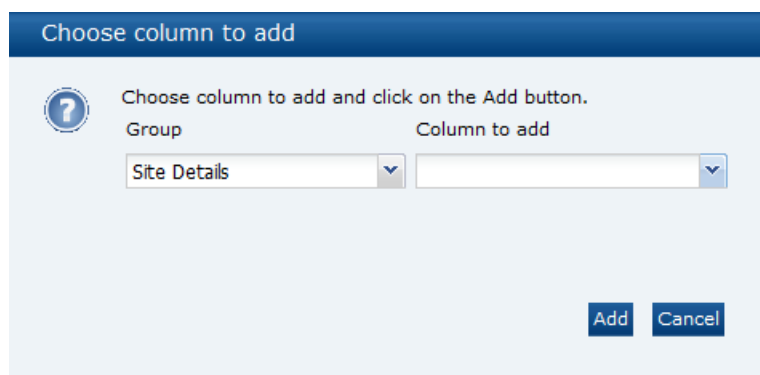 Choose column to add
Choose column to add and click on the Add button.
Group Column to add
Site Details
Add Cancel